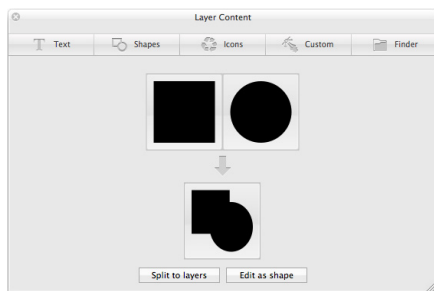 Layer Content
Text Shapes Icons Custom Finder
Split to layers Edit as shape